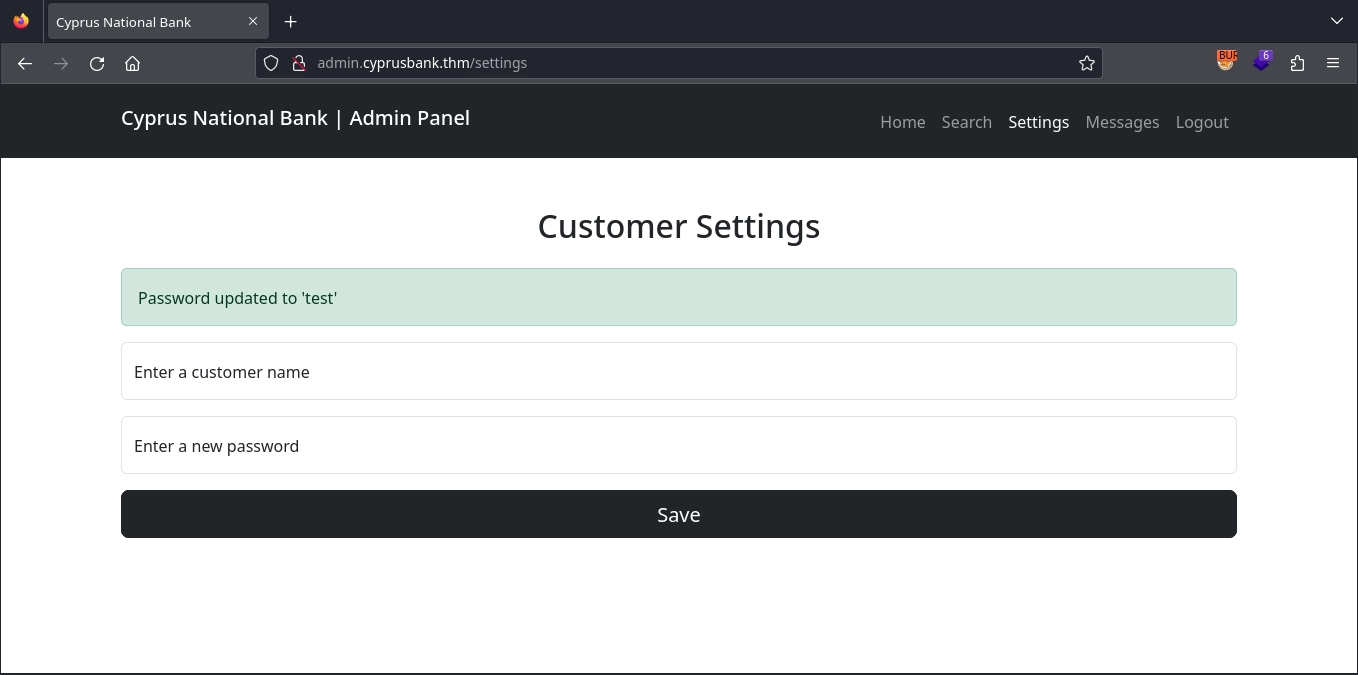 Cyprus National Bank
admin.cyprusbank.thm/settings
BUR
6
Cyprus National Bank | Admin Panel
Home Search Settings Messages Logout
Customer Settings
Password updated to 'test'
Enter a customer name
Enter a new password
Save